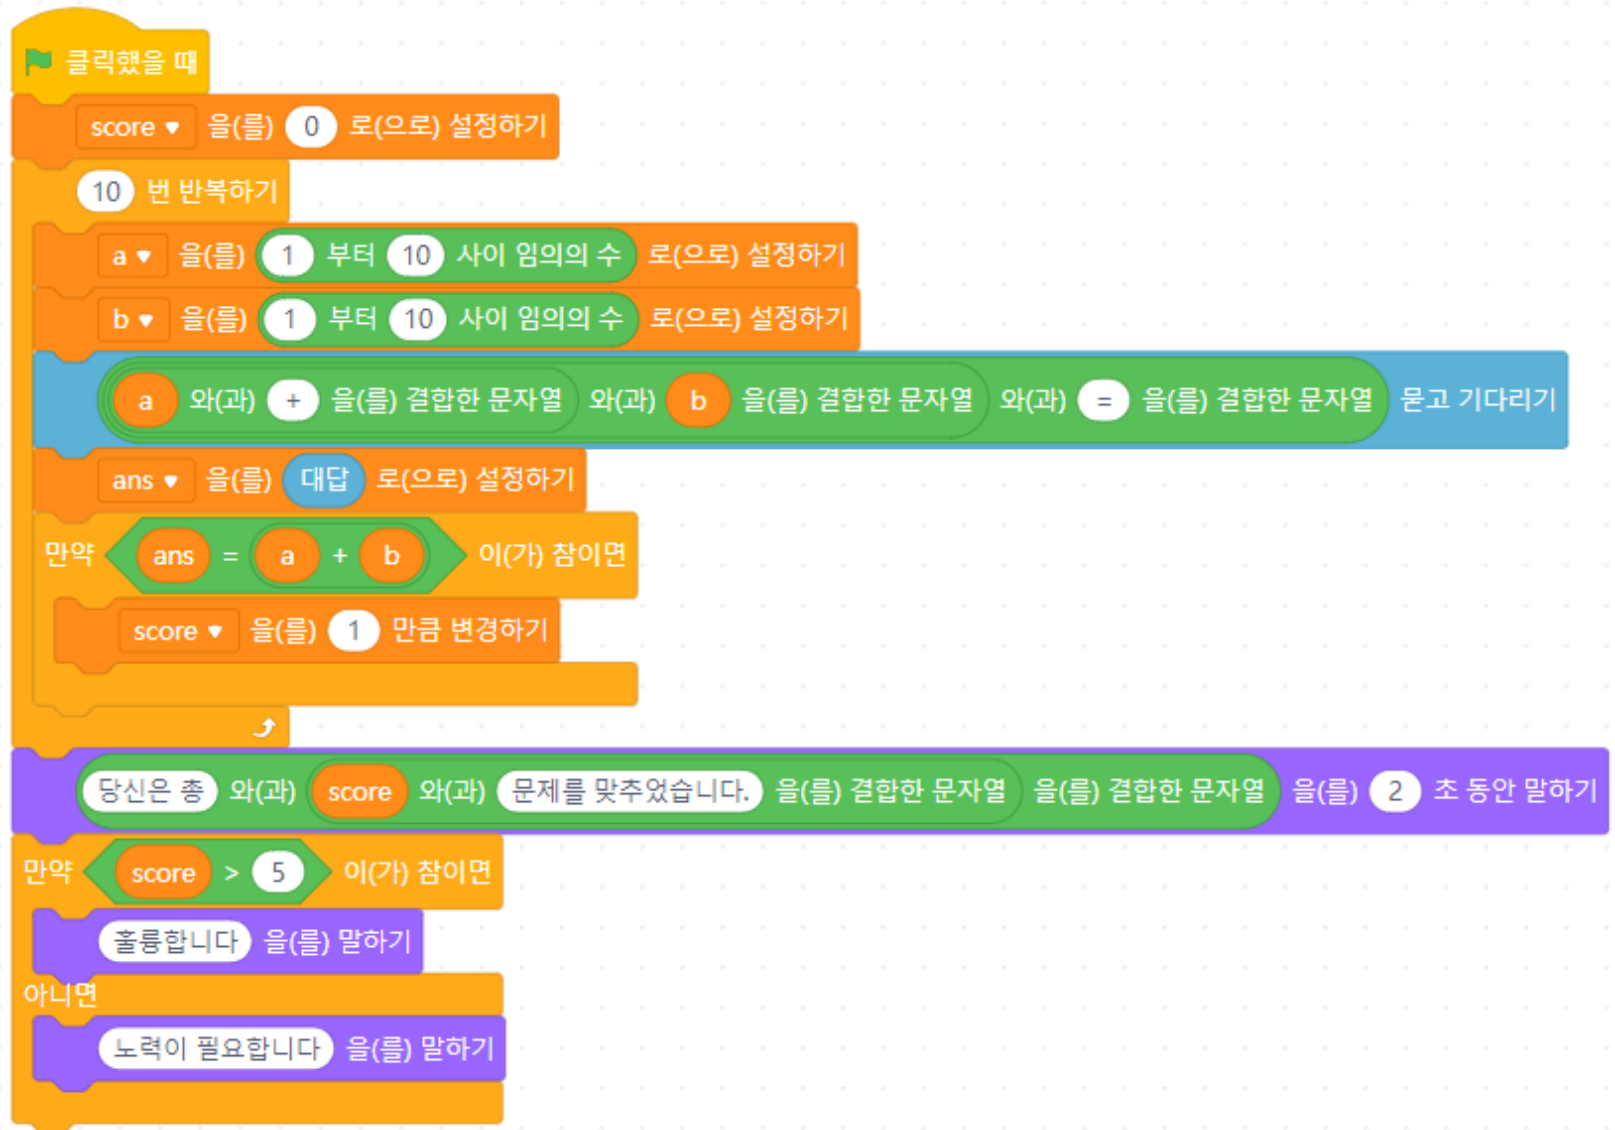 클릭했을 때
score 을(를) 0 로(으로) 설정하기
10 번 반복하기
a 을(를) 1 부터 10 사이 임의의 수 로(으로) 설정하기
b 을(를) 1 부터 10 사이 임의의 수 로(으로) 설정하기
a 와(과) + 을(를) 결합한 문자열 와(과) b 을(를) 결합한 문자열 와(과) = 을(를) 결합한 문자열 묻고 기다리기
ans 을(를) 대답 로(으로) 설정하기
만약 ans = a + b 이(가) 참이면
score 을(를) 1 만큼 변경하기
당신은 총 와(과) score 와(과) 문제를 맞추었습니다. 을(를) 결합한 문자열 을(를) 결합한 문자열 을(를) 2 초 동안 말하기
만약 score > 5 이(가) 참이면
훌륭합니다 을(를) 말하기
아니면
노력이 필요합니다 을(를) 말하기